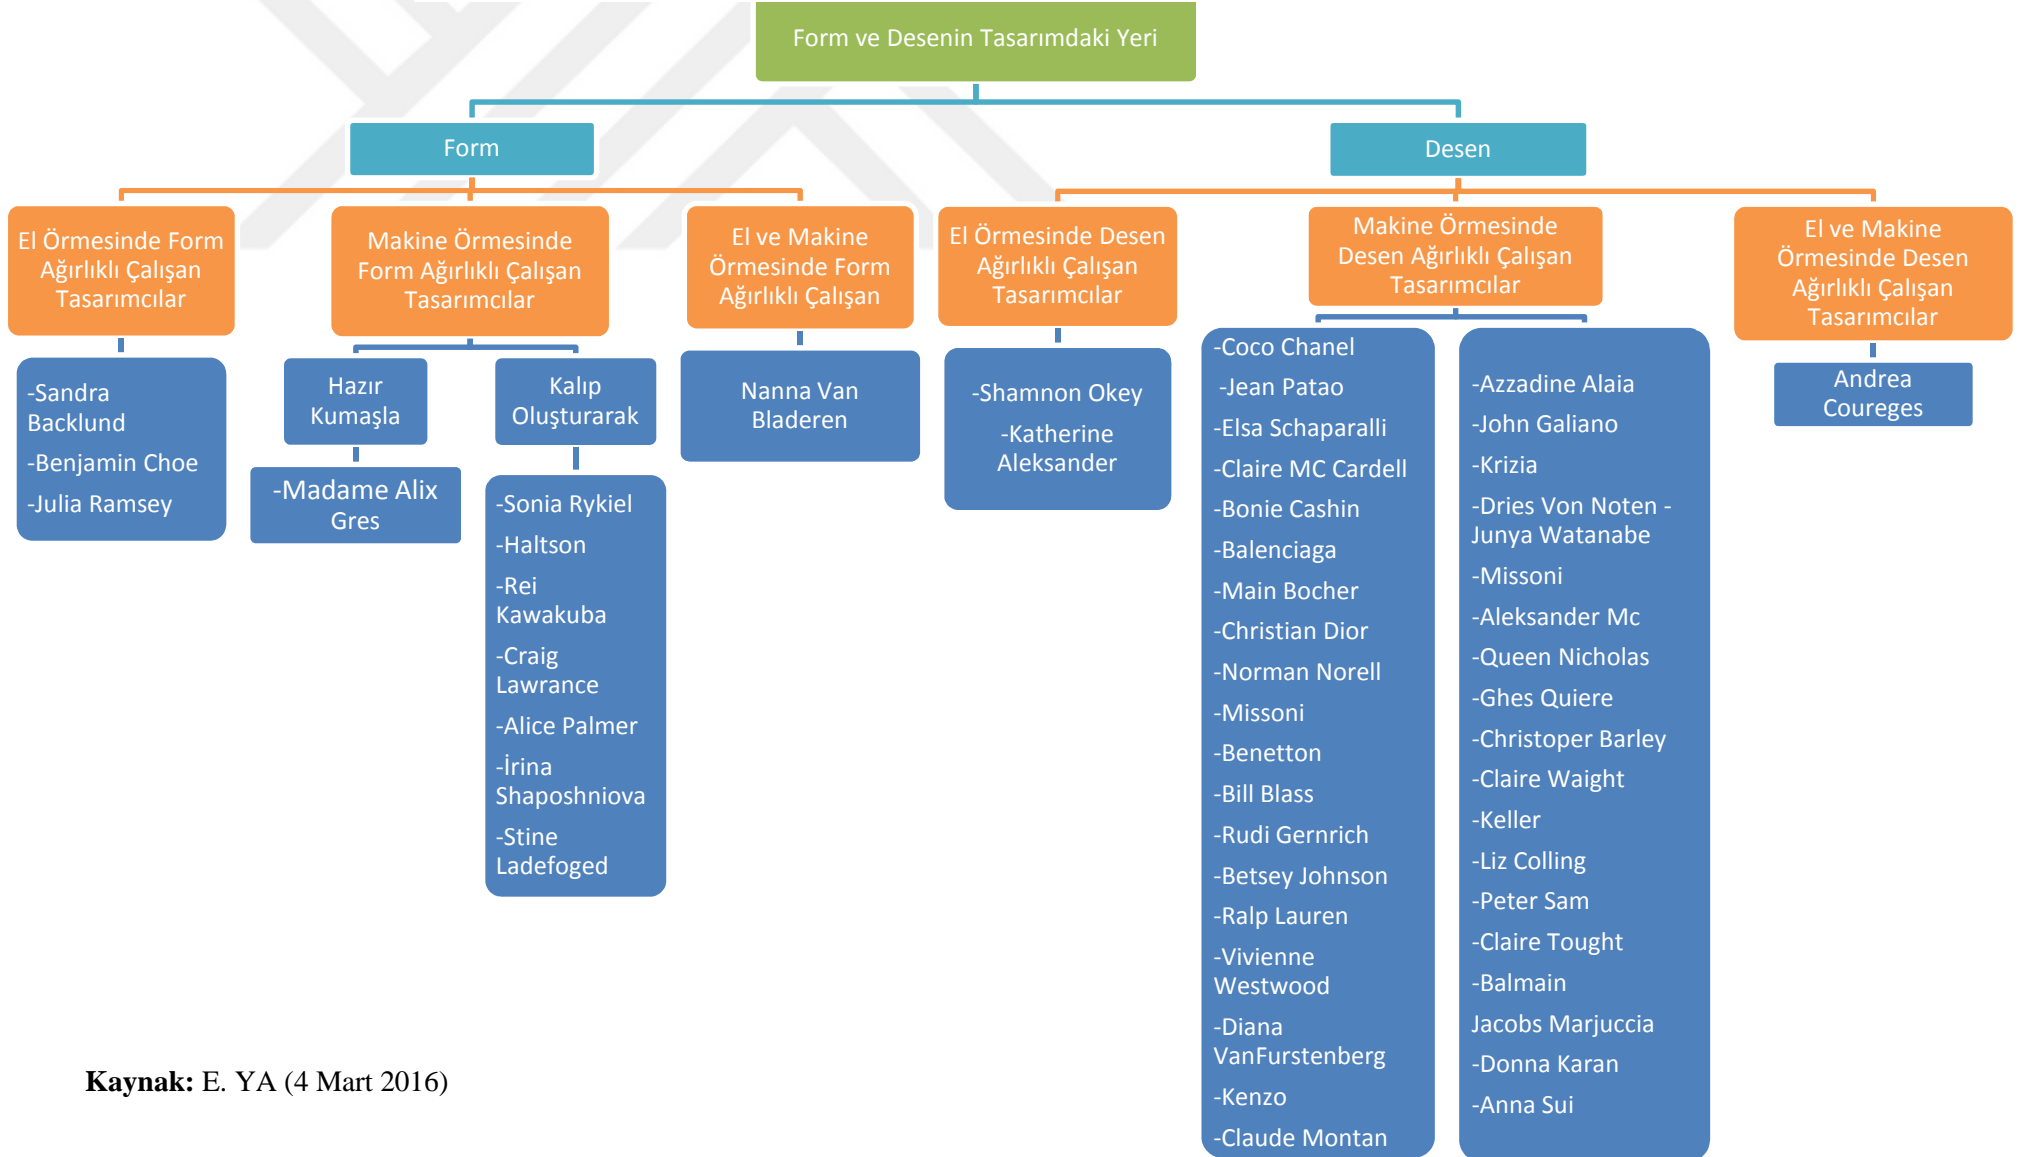 Form ve Desenin Tasarımdaki Yeri
Form
Desen
El Örmesinde Form
Ağırlıklı Çalışan
Tasarımcılar
Makine Örmesinde
Form Ağırlıklı Çalışan
Tasarımcılar
El ve Makine
Örmesinde Form
Ağırlıklı Çalışan
El Örmesinde Desen
Ağırlıklı Çalışan
Tasarımcılar
Makine Örmesinde
Desen Ağırlıklı Çalışan
Tasarımcılar
El ve Makine
Örmesinde Desen
Ağırlıklı Çalışan
Tasarımcılar
-Sandra
Backlund
-Benjamin Choe
-Julia Ramsey
Hazır
Kumaşla
-Madame Alix
Gres
Kalıp
Oluşturarak
-Sonia Rykiel
-Haltson
-Rei
Kawakuba
-Craig
Lawrance
-Alice Palmer
-İrina
Shaposhniova
-Stine
Ladefoged
Nanna Van
Bladeren
-Shamnon Okey
-Katherine
Aleksander
-Coco Chanel
-Jean Patao
-Elsa Schaparalli
-Claire MC Cardell
-Bonie Cashin
-Balenciaga
-Main Bocher
-Christian Dior
-Norman Norell
-Missoni
-Benetton
-Bill Blass
-Rudi Gernrich
-Betsey Johnson
-Ralp Lauren
-Vivienne
Westwood
-Diana
VanFurstenberg
-Kenzo
-Claude Montan
-Azzadine Alaia
-John Galiano
-Krizia
-Dries Von Noten -
Junya Watanabe
-Missoni
-Aleksander Mc
-Queen Nicholas
-Ghes Quiere
-Christoper Barley
-Claire Waight
-Keller
-Liz Colling
-Peter Sam
-Claire Tought
-Balmain
Jacobs Marjuccia
-Donna Karan
-Anna Sui
Andrea
Coureges
Kaynak: E. YA (4 Mart 2016)